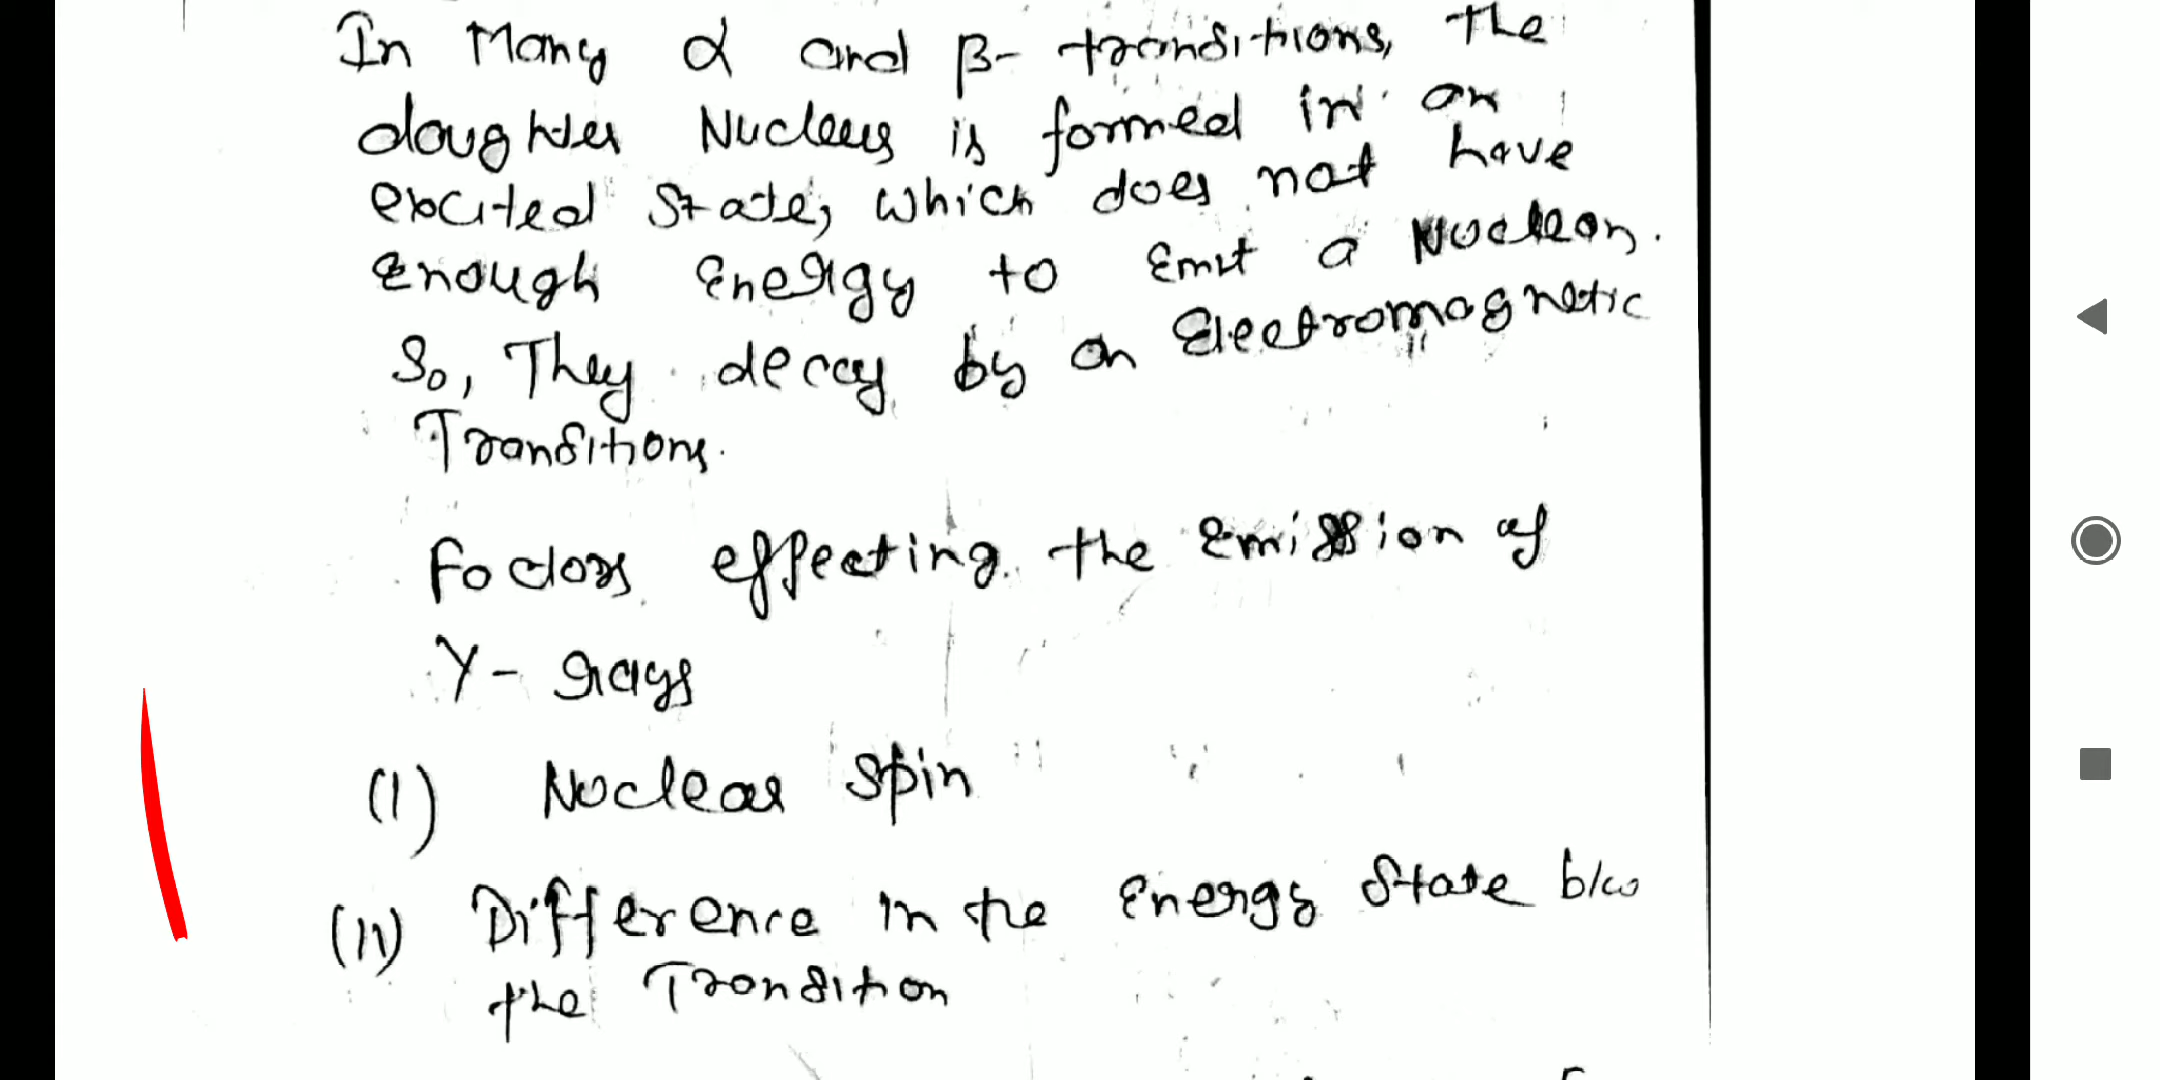 In Many α and β- transitions, The
daughter Nucleus is formed in an
excited State, which does not have
enough Energy to Emit a Nucleon.
So, They decay by an Electromagnetic
Transitions.
Factors effecting the Emission of
γ- rays
(I) Nuclear spin
(II) Difference in the Energy State b/w
the Transition